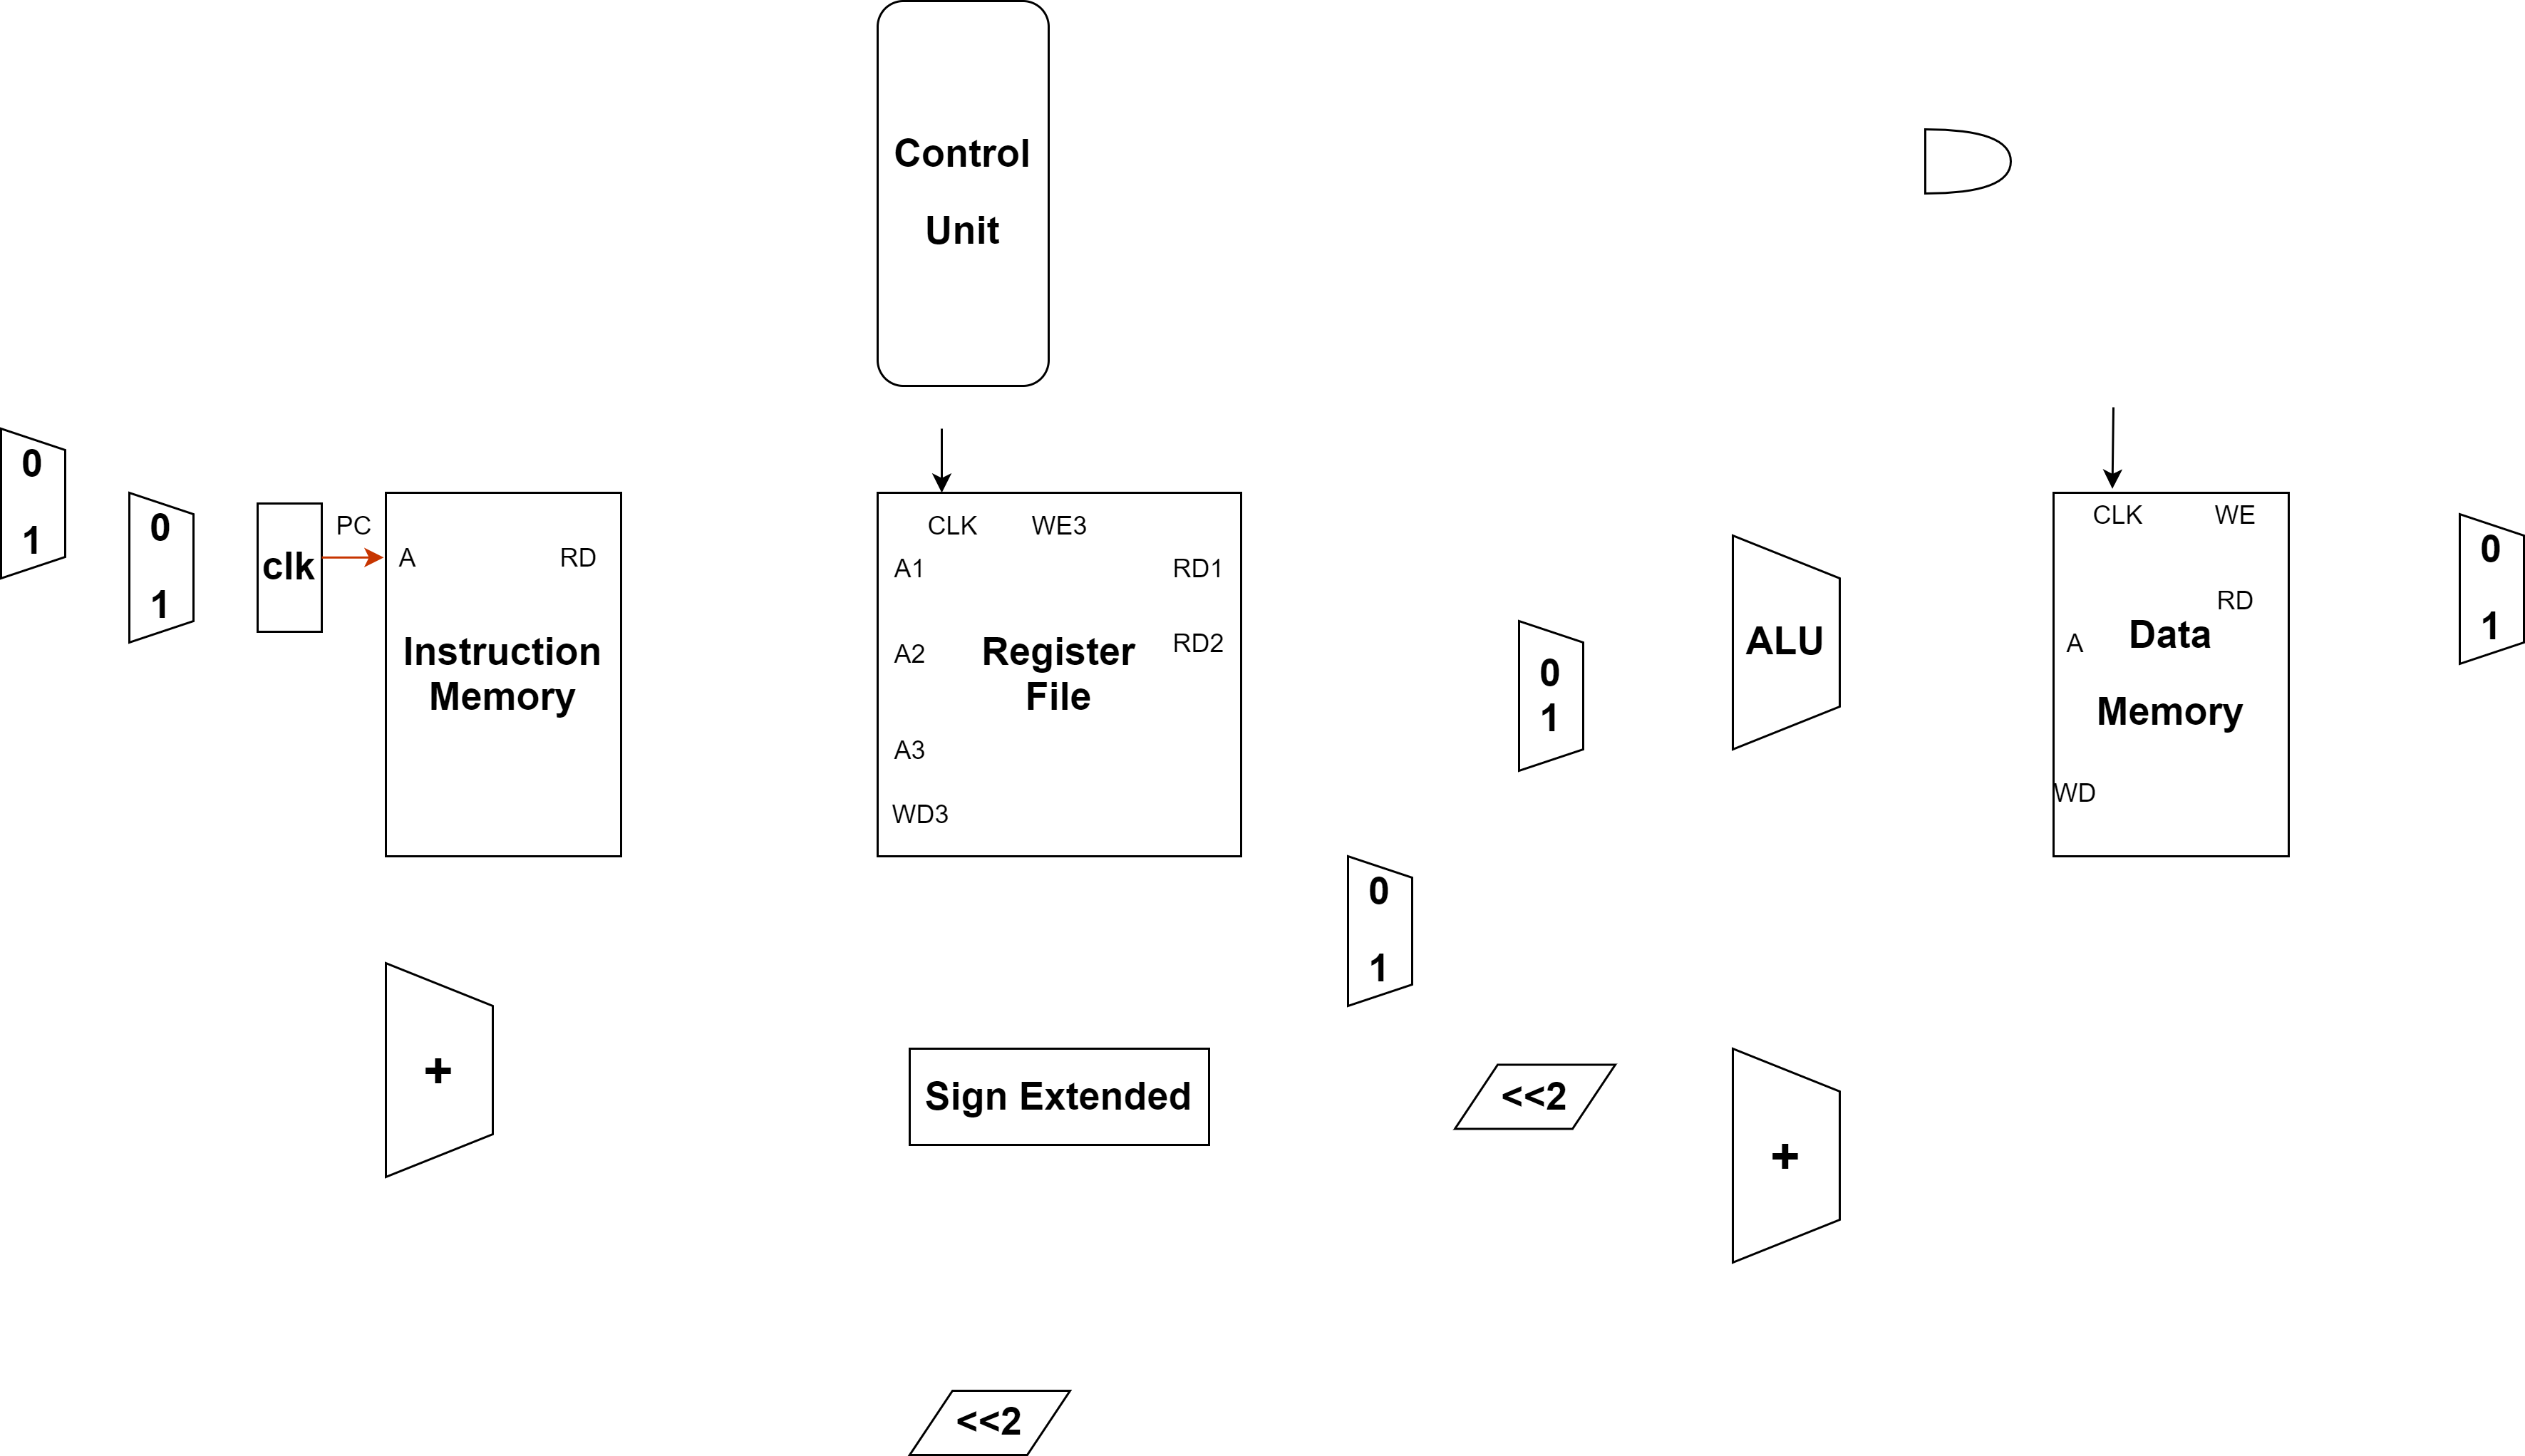 Control
Unit
0
1
0
1
clk
PC
A
RD
Instruction
Memory
CLK
WE3
A1
RD1
A2
RD2
Register
File
A3
WD3
0
1
ALU
CLK
WE
RD
A
Data
Memory
WD
0
1
0
1
+
Sign Extended
<<2
+
<<2